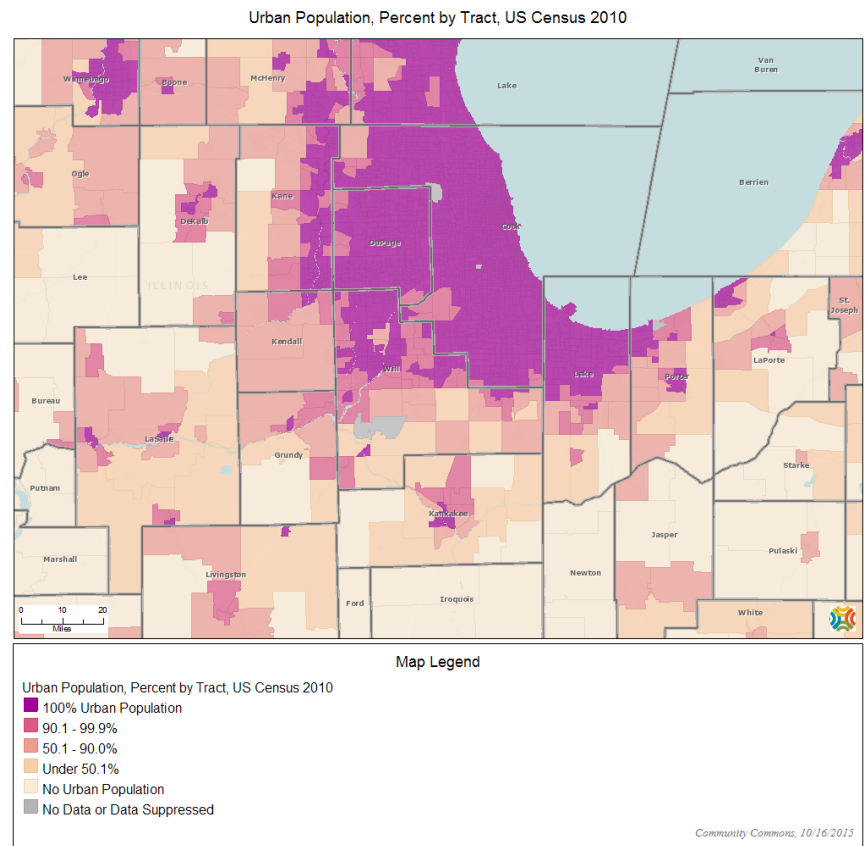 Urban Population, Percent by Tract, US Census 2010
Van
Buren
Winnebago
Boone
McHenry
Lake
Ogle
Kane
Berrien
DeKalb
Cook
DuPage
Lee
ILLINOIS
St.
Joseph
Kendall
LaPorte
Will
Lake
Porter
Bureau
LaSalle
Grundy
Starke
Putnam
Kankakee
Jasper
Pulaski
Marshall
Livingston
Newton
Ford
Iroquois
White
0 10 20
Miles
Map Legend
Urban Population, Percent by Tract, US Census 2010
100% Urban Population
90.1 - 99.9%
50.1 - 90.0%
Under 50.1%
No Urban Population
No Data or Data Suppressed
Community Commons, 10/16/2015